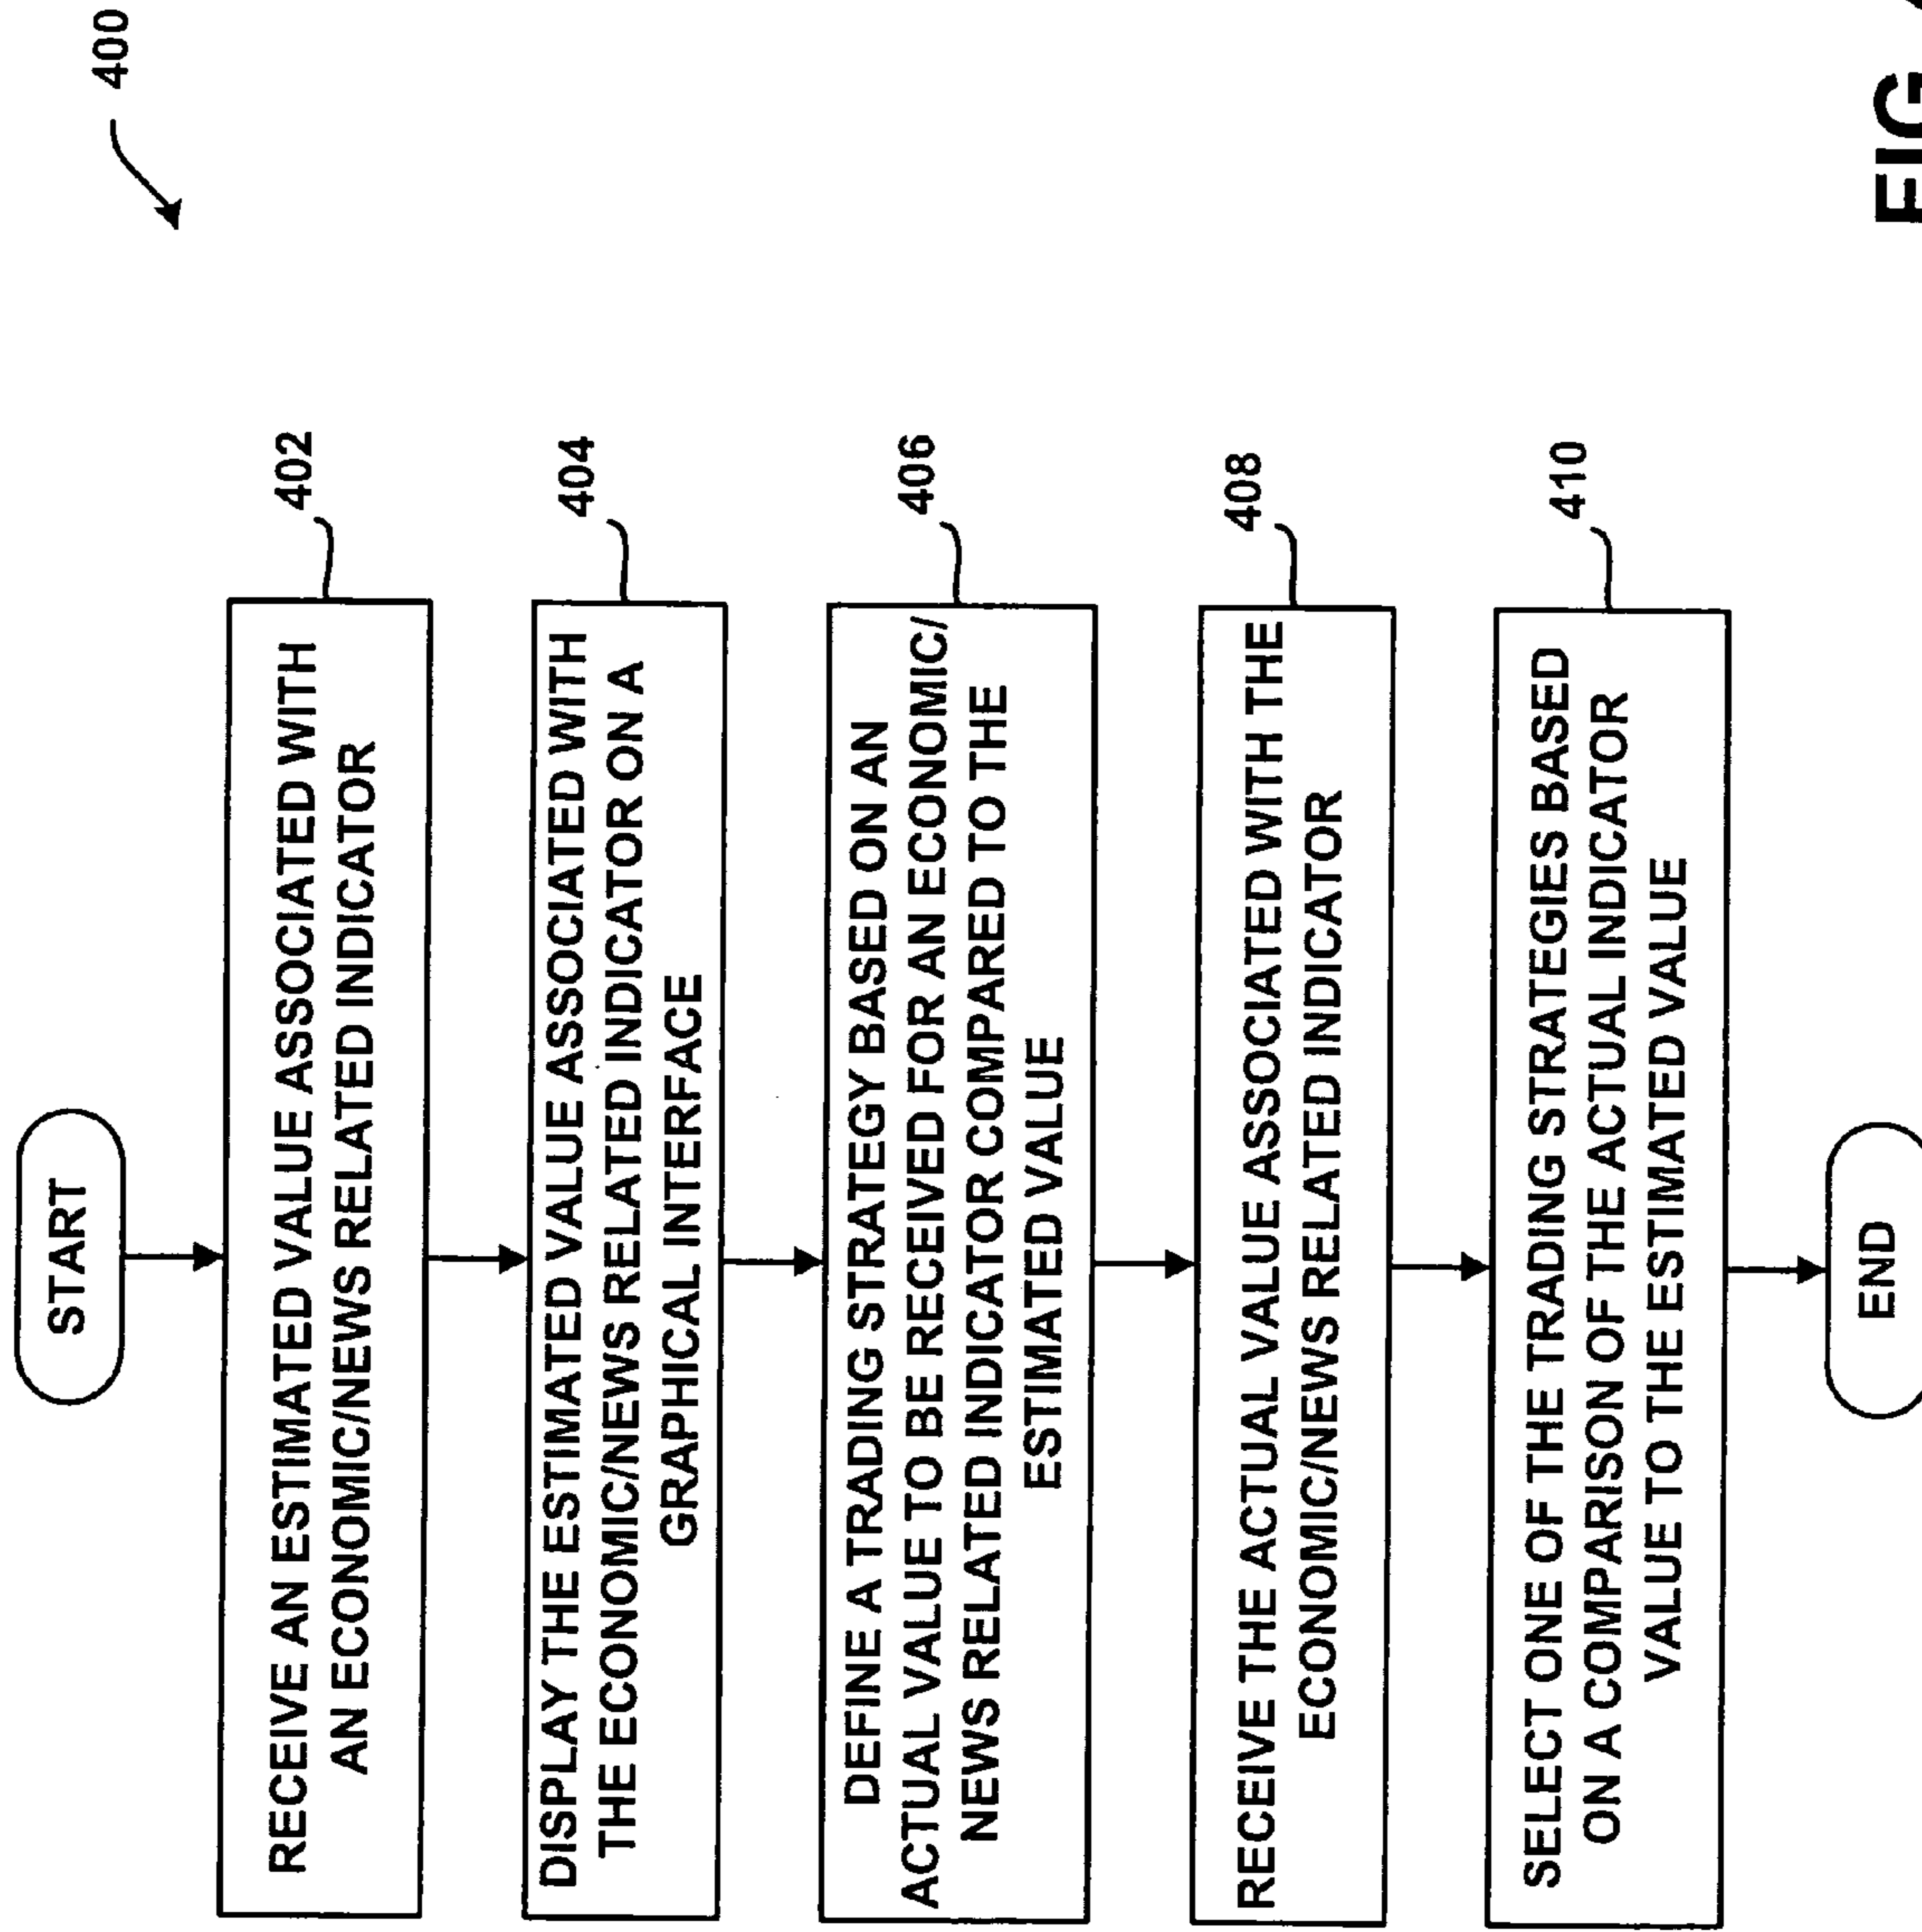 400
START
RECEIVE AN ESTIMATED VALUE ASSOCIATED WITH
AN ECONOMIC/NEWS RELATED INDICATOR
402
DISPLAY THE ESTIMATED VALUE ASSOCIATED WITH
THE ECONOMIC/NEWS RELATED INDICATOR ON A
GRAPHICAL INTERFACE
404
DEFINE A TRADING STRATEGY BASED ON AN
ACTUAL VALUE TO BE RECEIVED FOR AN ECONOMIC/
NEWS RELATED INDICATOR COMPARED TO THE
ESTIMATED VALUE
406
RECEIVE THE ACTUAL VALUE ASSOCIATED WITH THE
ECONOMIC/NEWS RELATED INDICATOR
408
SELECT ONE OF THE TRADING STRATEGIES BASED
ON A COMPARISON OF THE ACTUAL INDICATOR
VALUE TO THE ESTIMATED VALUE
410
END
FIG